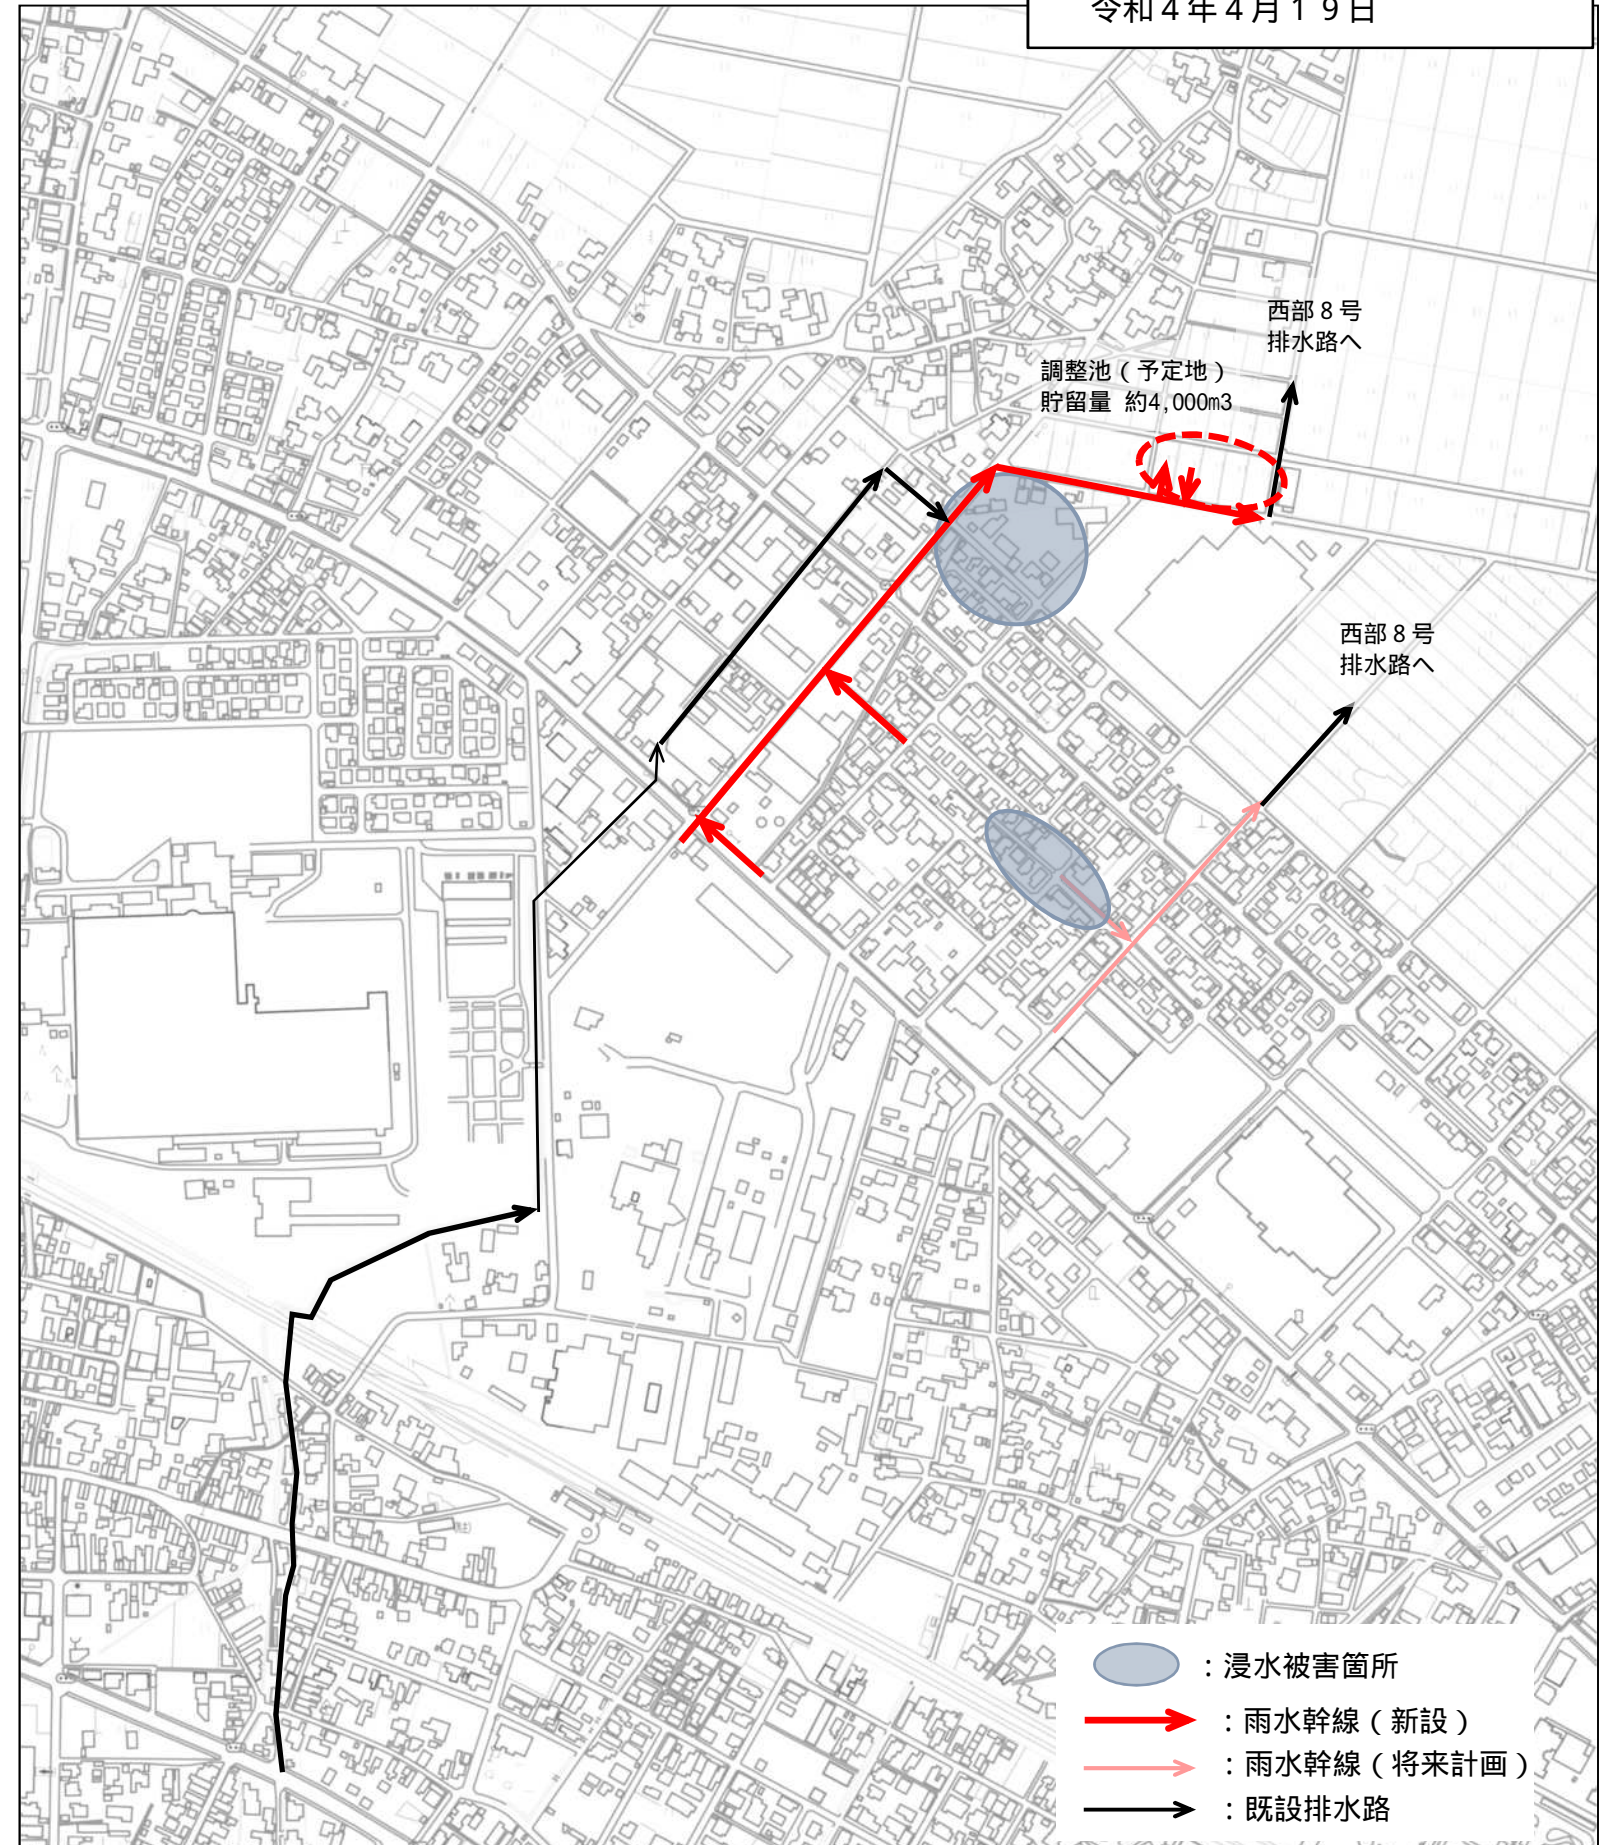 令和４年４月１９日
西部８号
排水路へ
調整池（予定地）
貯留量 約4,000m3
西部８号
排水路へ
：浸水被害箇所
：雨水幹線（新設）
：雨水幹線（将来計画）
：既設排水路